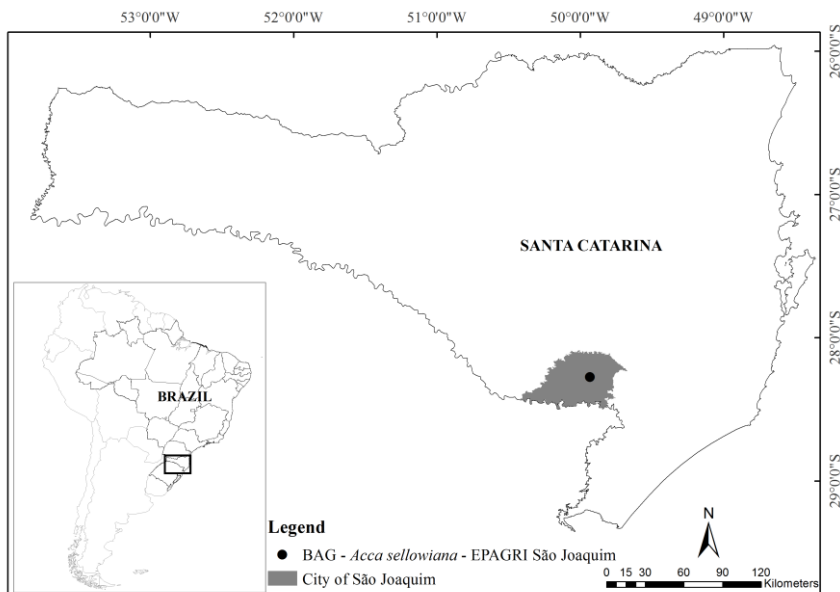 53°0'0"W 52°0'0"W 51°0'0"W 50°0'0"W 49°0'0"W
26°0'0"S
27°0'0"S
SANTA CATARINA
28°0'0"S
BRAZIL
29°0'0"S
N
Legend
BAG - Acca sellowiana - EPAGRI São Joaquim
City of São Joaquim
0 15 30 60 90 120
Kilometers